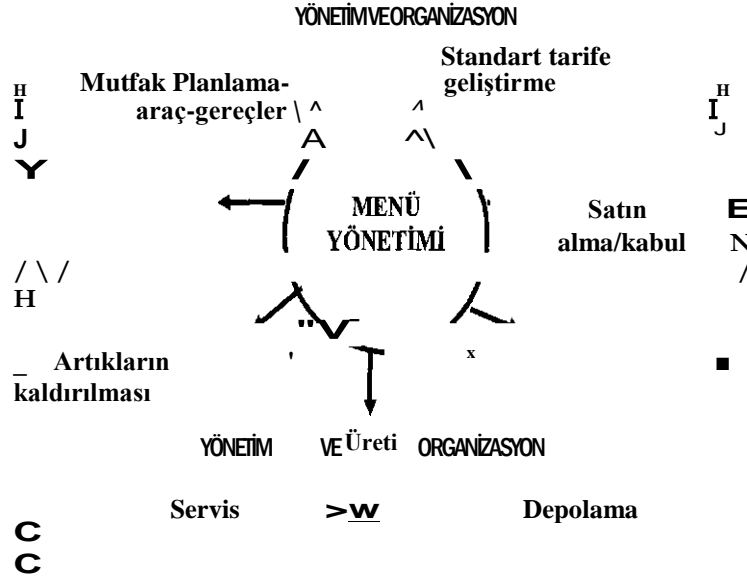 YÖNETİM VE ORGANİZASYON
Standart tarife
geliştirme
Mutfak Planlama-
araç-gereçler \ ^
^
A
^\
H
I
J
Y
H
I
J
MENÜ
YÖNETİMİ
Satın
alma/kabul
E
N
/ \ /
H
/
"V
_ Artıkların
kaldırılması
'
x
■
YÖNETİM VE Üreti ORGANİZASYON
Servis >w Depolama
C
C